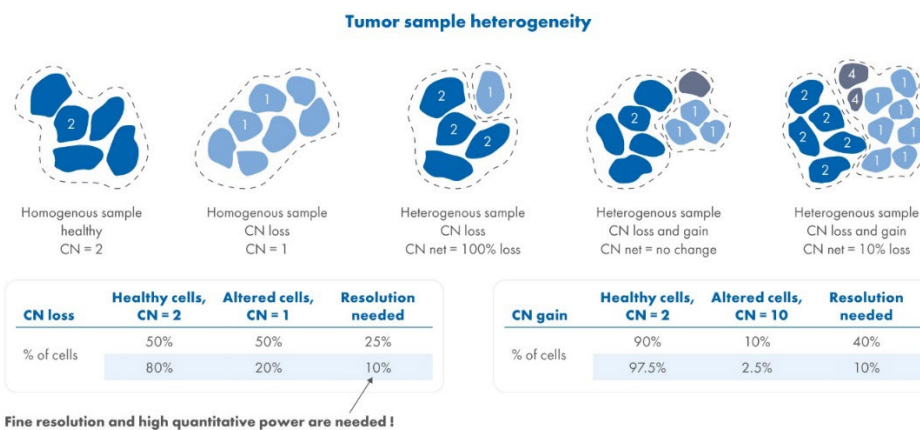 Tumor sample heterogeneity
2
1
1
2
1
2
2
1
1
1
2
2
2
2
2
4
4
1
1
1
1
1
1
Homogenous sample
healthy
CN = 2
Homogenous sample
CN loss
CN = 1
Heterogenous sample
CN loss
CN net = 100% loss
Heterogenous sample
CN loss and gain
CN net = no change
Heterogenous sample
CN loss and gain
CN net = 10% loss
CN loss
Healthy cells,
CN = 2
Altered cells,
CN = 1
Resolution
needed
% of cells
50% 50% 25%
80% 20% 10%
CN gain
Healthy cells,
CN = 2
Altered cells,
CN = 10
Resolution
needed
% of cells
90% 10% 40%
97.5% 2.5% 10%
Fine resolution and high quantitative power are needed !